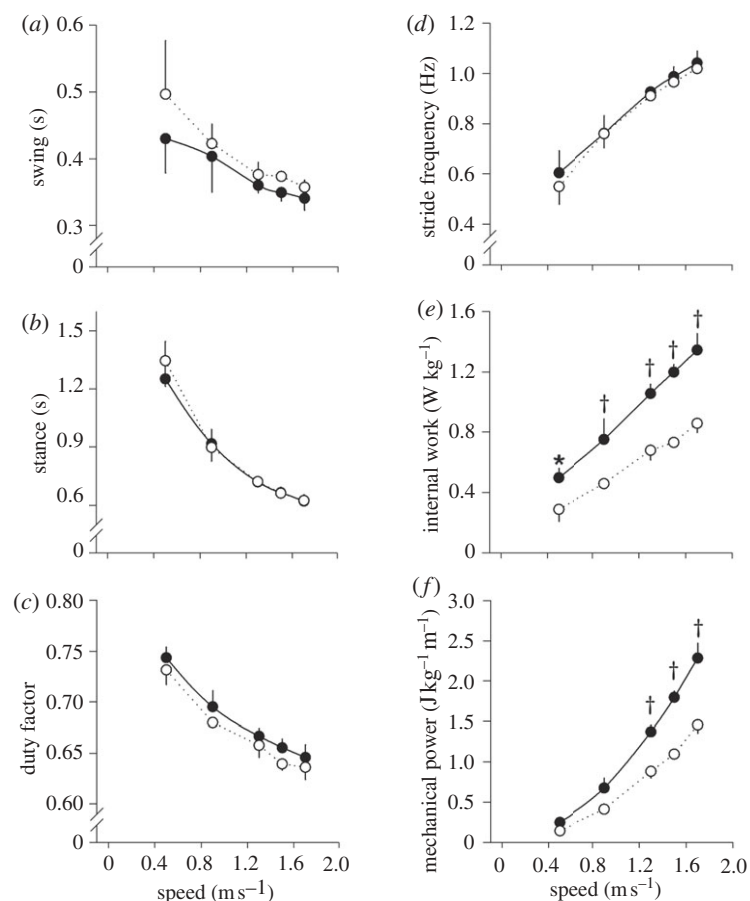 (a)
swing (s)
0.6
0.5
0.4
0.3
0
(b)
stance (s)
1.5
1.2
0.9
0.6
0
(c)
duty factor
0.80
0.75
0.70
0.65
0.60
0
0 0.4 0.8 1.2 1.6 2.0
speed (m s⁻¹)
(d)
stride frequency (Hz)
1.2
1.0
0.8
0.6
0.4
0
(e)
internal work (W kg⁻¹)
1.6
1.2
0.8
0.4
0
* † † † †
(f)
mechanical power (J kg⁻¹ m⁻¹)
3.0
2.5
2.0
1.5
1.0
0.5
0
† † †
0 0.4 0.8 1.2 1.6 2.0
speed (m s⁻¹)